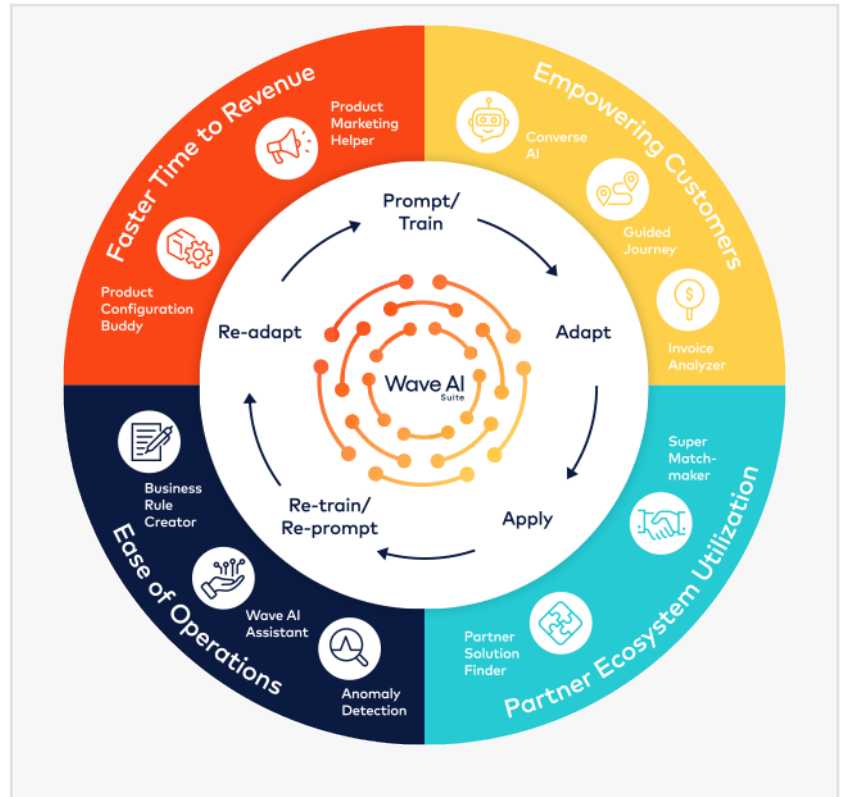 Faster Time to Revenue
Product
Marketing
Helper
Product
Configuration
Buddy
Empowering Customers
Converse
AI
Guided
Journey
Invoice
Analyzer
Prompt/
Train
Adapt
Apply
Re-train/
Re-prompt
Re-adapt
Wave AI
Suite
Business
Rule
Creator
Wave AI
Assistant
Anomaly
Detection
Ease of Operations
Super
Match-
maker
Partner
Solution
Finder
Partner Ecosystem Utilization
$